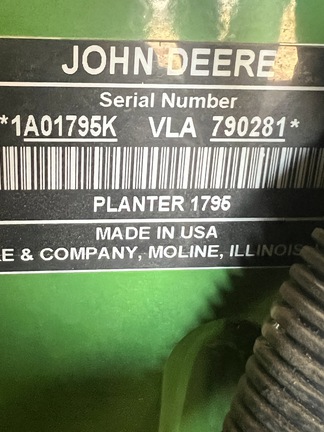 JOHN DEERE
Serial Number
*1A01795K VLA 790281*
PLANTER 1795
MADE IN USA
E & COMPANY, MOLINE, ILLINOIS